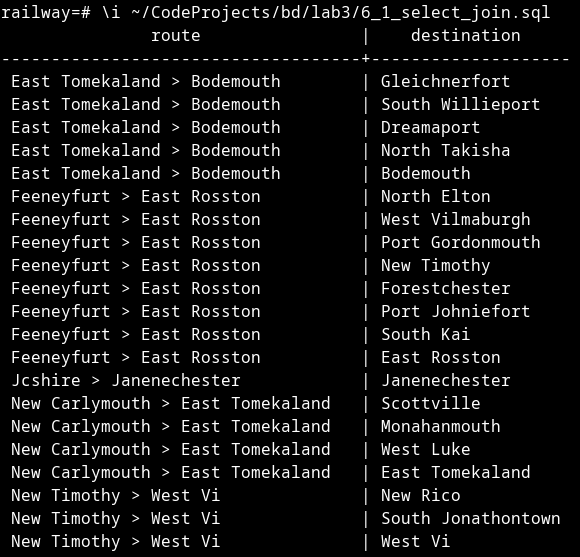 railway=# \i ~/CodeProjects/bd/lab3/6_1_select_join.sql
               route                |    destination
------------------------------------+--------------------
 East Tomekaland > Bodemouth        | Gleichnerfort
 East Tomekaland > Bodemouth        | South Willieport
 East Tomekaland > Bodemouth        | Dreamaport
 East Tomekaland > Bodemouth        | North Takisha
 East Tomekaland > Bodemouth        | Bodemouth
 Feeneyfurt > East Rosston          | North Elton
 Feeneyfurt > East Rosston          | West Vilmaburgh
 Feeneyfurt > East Rosston          | Port Gordonmouth
 Feeneyfurt > East Rosston          | New Timothy
 Feeneyfurt > East Rosston          | Forestchester
 Feeneyfurt > East Rosston          | Port Johniefort
 Feeneyfurt > East Rosston          | South Kai
 Feeneyfurt > East Rosston          | East Rosston
 Jcshire > Janenechester            | Janenechester
 New Carlymouth > East Tomekaland   | Scottville
 New Carlymouth > East Tomekaland   | Monahanmouth
 New Carlymouth > East Tomekaland   | West Luke
 New Carlymouth > East Tomekaland   | East Tomekaland
 New Timothy > West Vi              | New Rico
 New Timothy > West Vi              | South Jonathontown
 New Timothy > West Vi              | West Vi